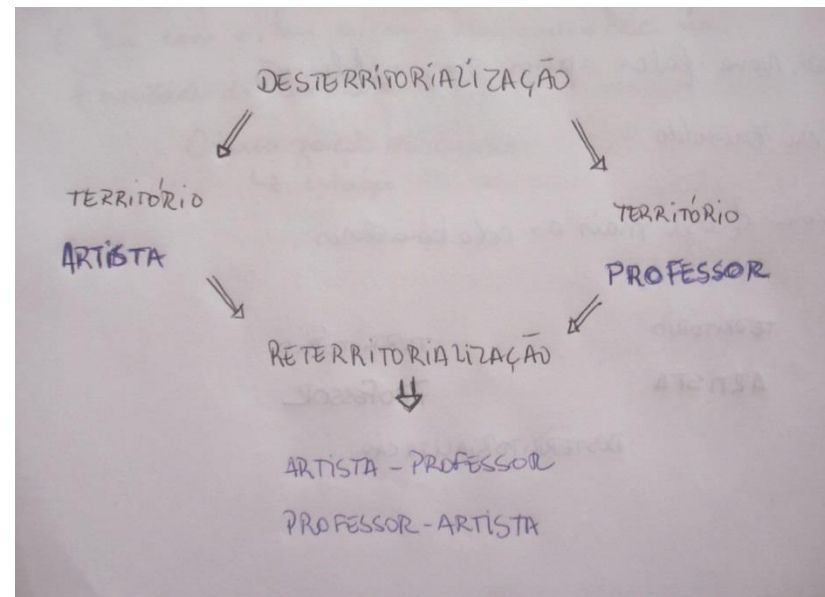 DESTERRITORIALIZAÇÃO
TERRITÓRIO
ARTISTA
TERRITÓRIO
PROFESSOR
RETERRITORIALIZAÇÃO
ARTISTA - PROFESSOR
PROFESSOR - ARTISTA